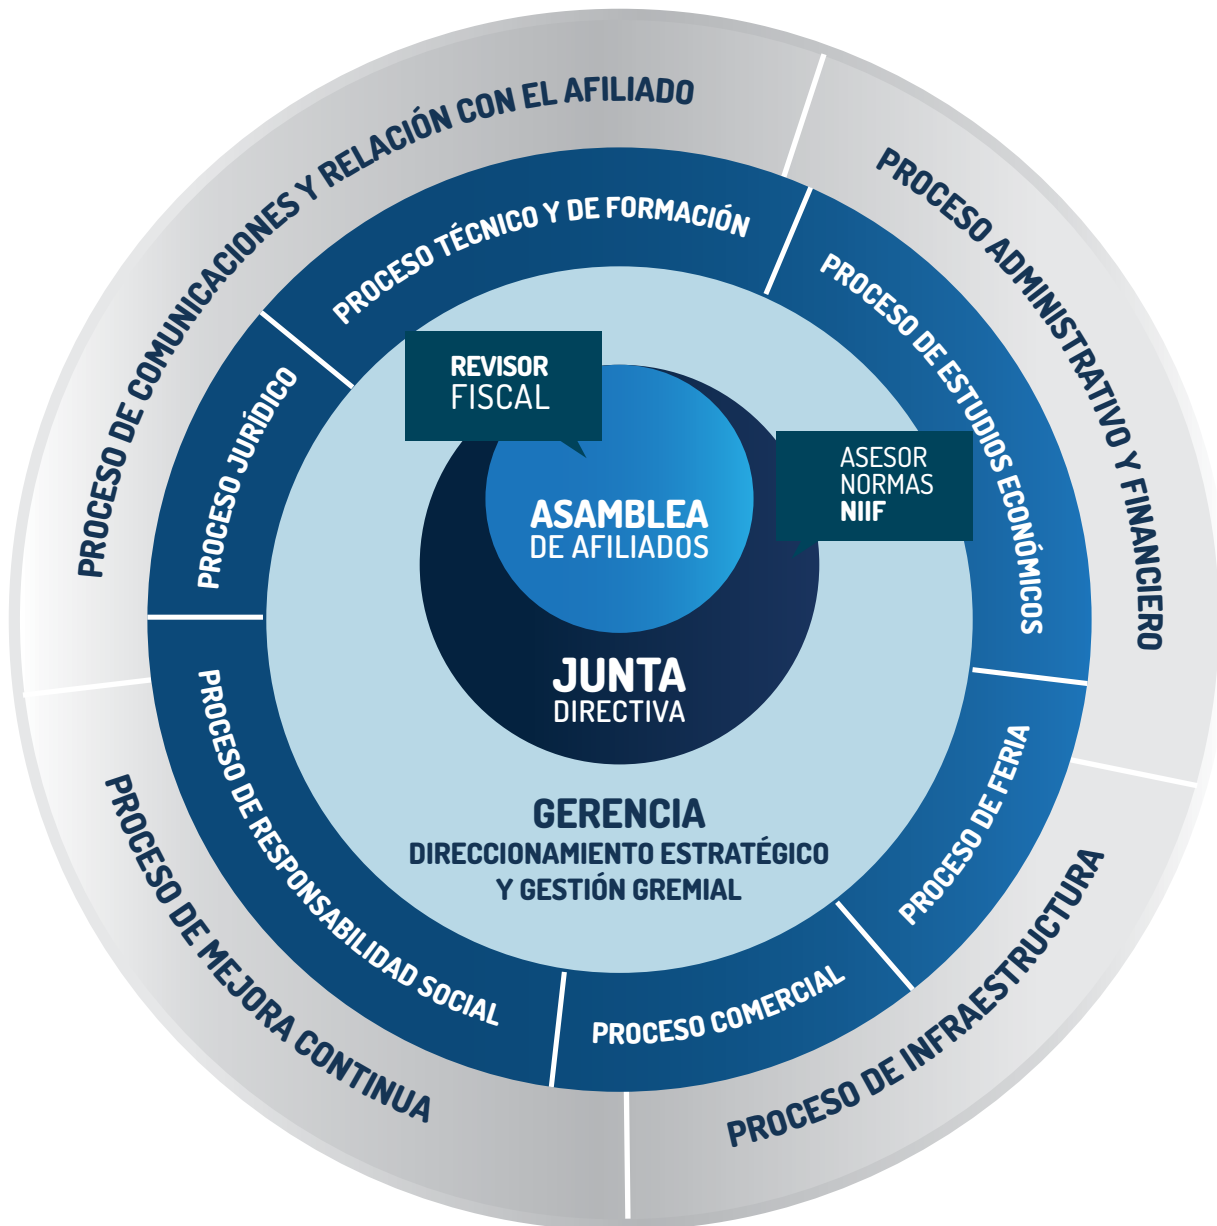 PROCESO DE COMUNICACIONES Y RELACIÓN CON EL AFILIADO
PROCESO ADMINISTRATIVO Y FINANCIERO
PROCESO TÉCNICO Y DE FORMACIÓN
PROCESO DE ESTUDIOS ECONÓMICOS
PROCESO JURÍDICO
REVISOR
FISCAL
ASESOR
NORMAS
NIIF
ASAMBLEA
DE AFILIADOS
JUNTA
DIRECTIVA
GERENCIA
DIRECCIONAMIENTO ESTRATÉGICO
Y GESTIÓN GREMIAL
PROCESO DE RESPONSABILIDAD SOCIAL
PROCESO DE FERIA
PROCESO COMERCIAL
PROCESO DE MEJORA CONTINUA
PROCESO DE INFRAESTRUCTURA